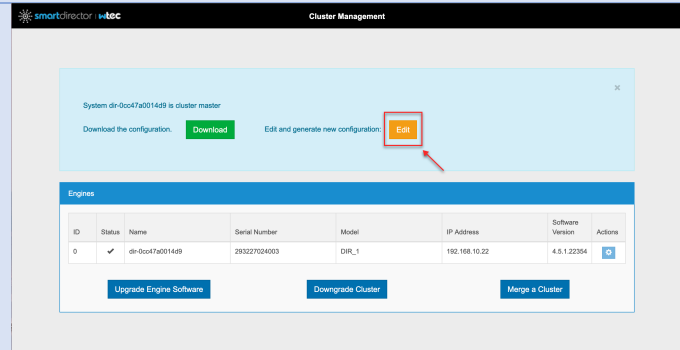 smartdirector | wtec
Cluster Management
×
System dir-0cc47a0014d9 is cluster master
Download the configuration. Download Edit and generate new configuration: Edit
Engines
ID Status Name Serial Number Model IP Address Software Version Actions
0 ✔ dir-0cc47a0014d9 293227024003 DIR_1 192.168.10.22 4.5.1.22354
Upgrade Engine Software Downgrade Cluster Merge a Cluster